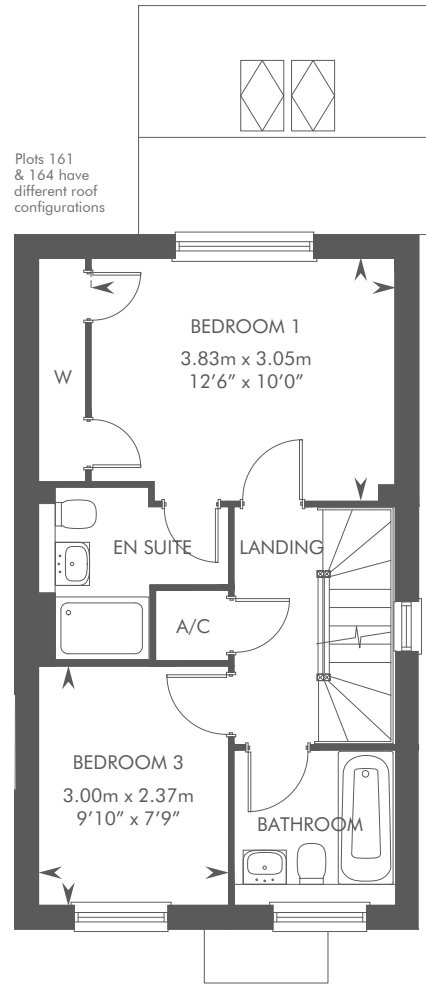 Plots 161
& 164 have
different roof
configurations
BEDROOM 1
3.83m x 3.05m
12’6” x 10’0”
W
EN SUITE
LANDING
A/C
BEDROOM 3
3.00m x 2.37m
9’10” x 7’9”
BATHROOM